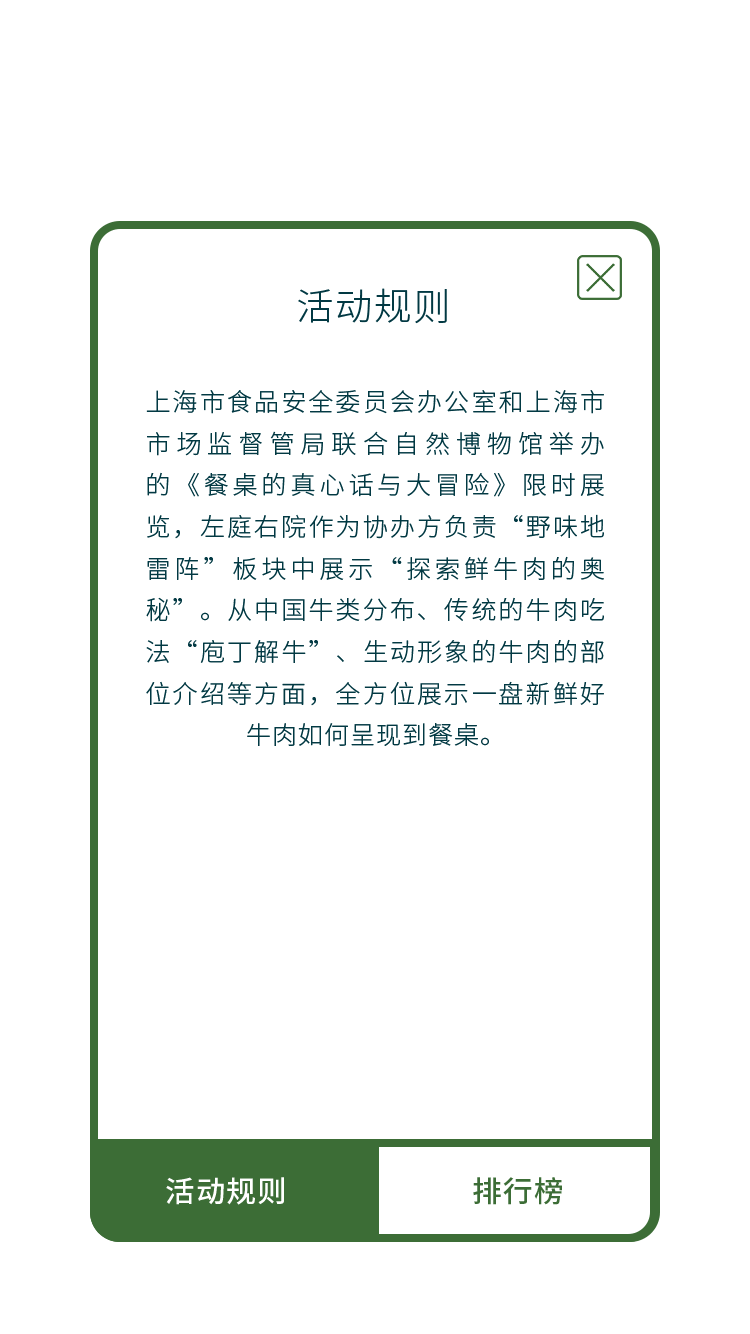 活动规则
上海市食品安全委员会办公室和上海市
市场监督管局联合自然博物馆举办
的《餐桌的真心话与大冒险》限时展
览，左庭右院作为协办方负责“野味地
雷阵”板块中展示“探索鲜牛肉的奥
秘”。从中国牛类分布、传统的牛肉吃
法“庖丁解牛”、生动形象的牛肉的部
位介绍等方面，全方位展示一盘新鲜好
牛肉如何呈现到餐桌。
活动规则
排行榜